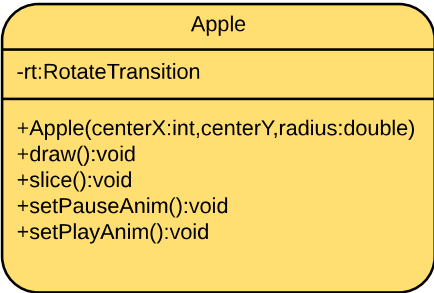 Apple
-rt:RotateTransition
+Apple(centerX:int,centerY,radius:double)
+draw():void
+slice():void
+setPauseAnim():void
+setPlayAnim():void